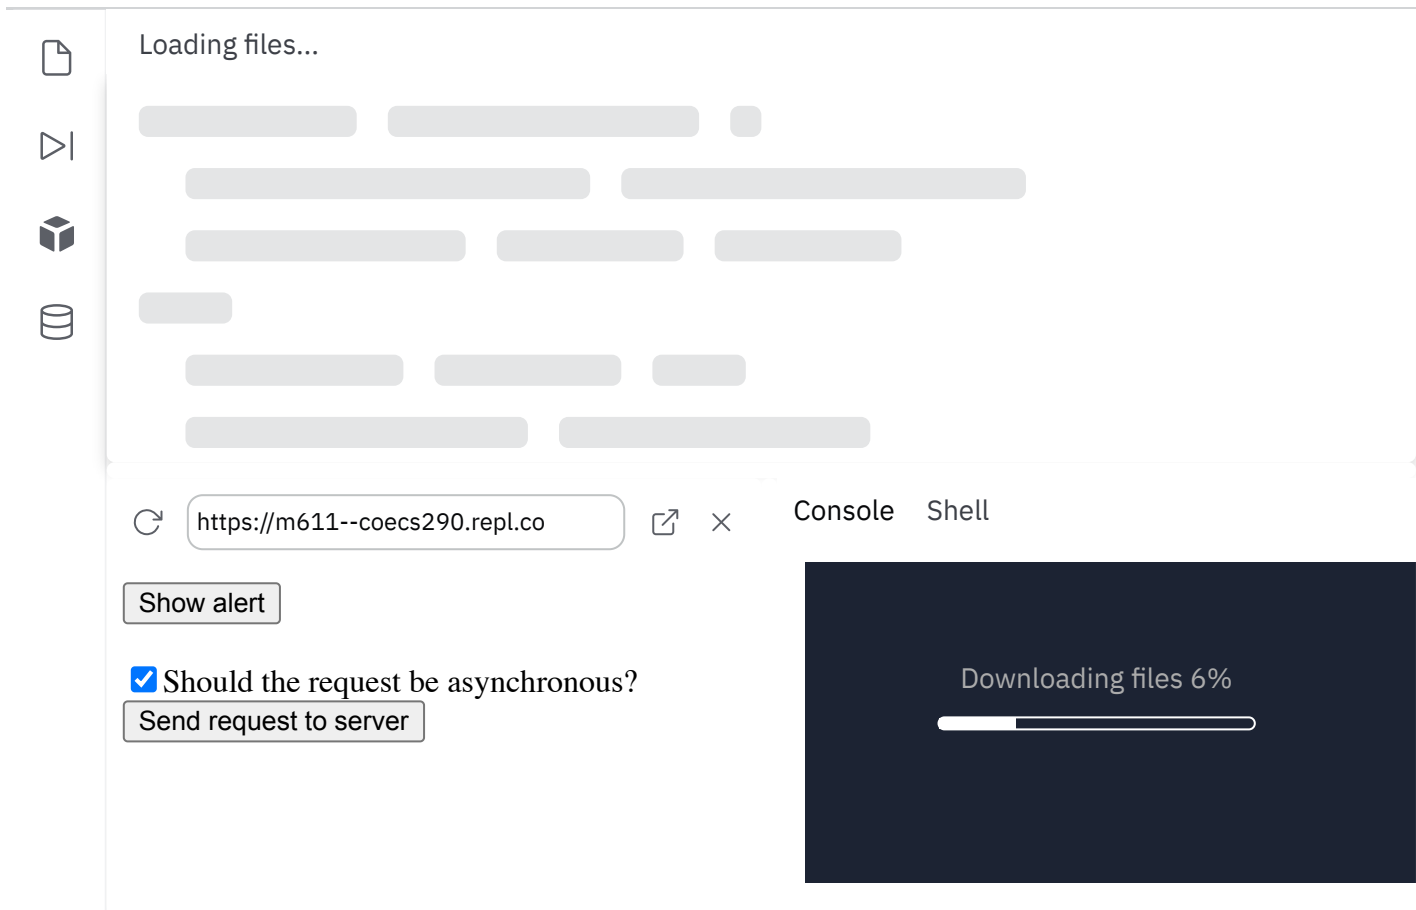 Loading files...
https://m611--coecs290.repl.co
Console Shell
Show alert
Should the request be asynchronous?
Send request to server
Downloading files 6%